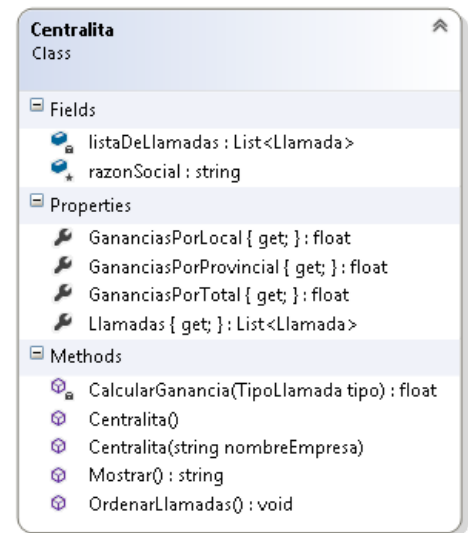 Centralita
Class
Fields
listaDeLlamadas : List<Llamada>
razonSocial : string
Properties
GananciasPorLocal { get; } : float
GananciasPorProvincial { get; } : float
GananciasPorTotal { get; } : float
Llamadas { get; } : List<Llamada>
Methods
CalcularGanancia(TipoLlamada tipo) : float
Centralita()
Centralita(string nombreEmpresa)
Mostrar() : string
OrdenarLlamadas() : void